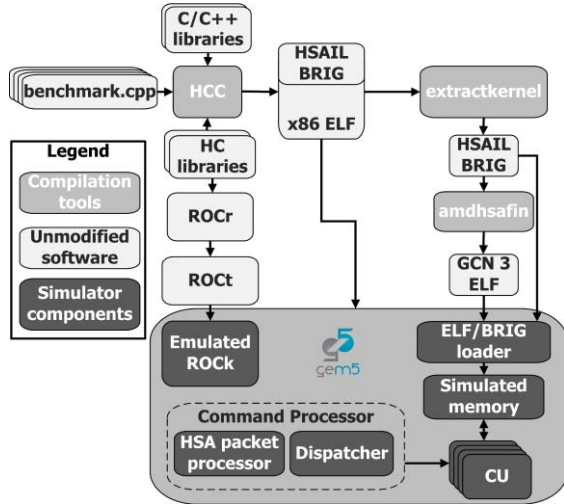 C/C++
libraries
benchmark.cpp
HCC
HSAIL
BRIG
x86 ELF
extractkernel
Legend
Compilation
tools
Unmodified
software
Simulator
components
HC
libraries
ROCr
ROCt
HSAIL
BRIG
amdhsafin
GCN 3
ELF
Emulated
ROCk
gem5
ELF/BRIG
loader
Simulated
memory
Command Processor
HSA packet
processor
Dispatcher
CU